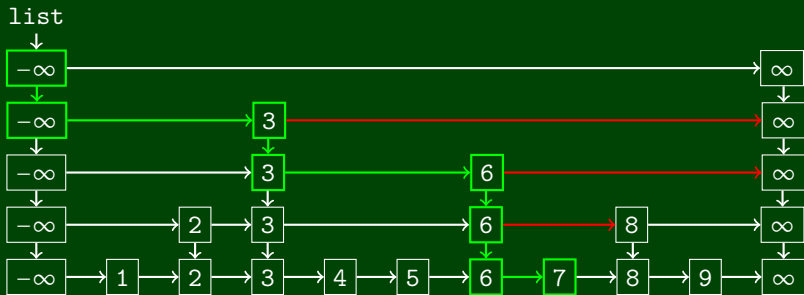 list
−∞ ∞
−∞ 3 ∞
−∞ 3 6 ∞
−∞ 2 3 6 8 ∞
−∞ 1 2 3 4 5 6 7 8 9 ∞